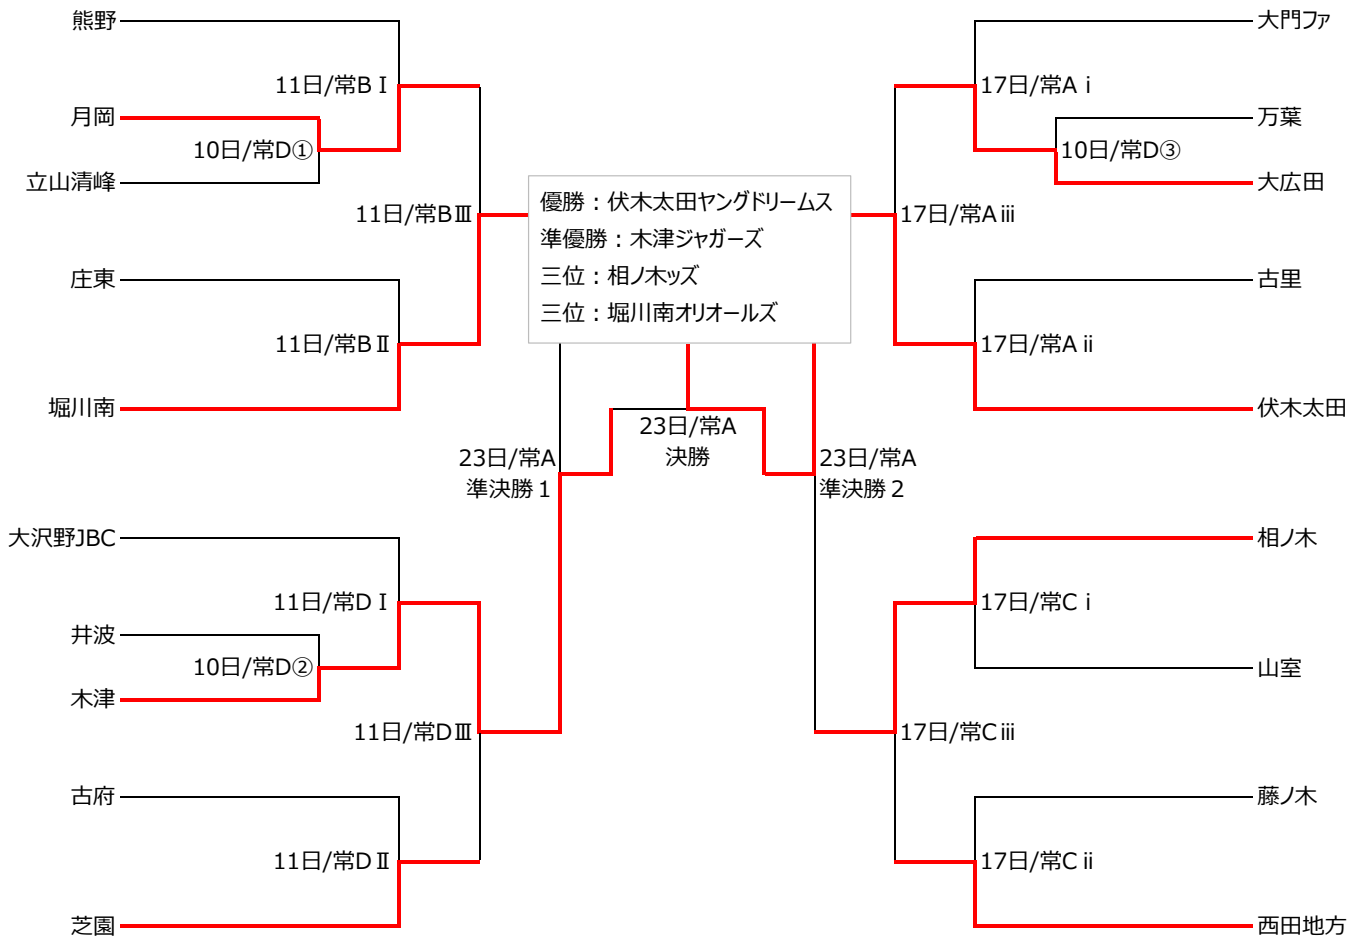 熊野
大門ファ
11日/常BⅠ
17日/常Aⅰ
月岡
万葉
10日/常D①
10日/常D③
立山清峰
大広田
優勝：伏木太田ヤングドリームス
11日/常BⅢ
17日/常Aⅲ
準優勝：木津ジャガーズ
三位：相ノ木ッズ
庄東
古里
三位：堀川南オリオールズ
11日/常BⅡ
17日/常Aⅱ
堀川南
伏木太田
23日/常A
決勝
23日/常A
準決勝１
23日/常A
準決勝２
大沢野JBC
相ノ木
11日/常DⅠ
17日/常Cⅰ
井波
10日/常D②
山室
木津
11日/常DⅢ
17日/常Cⅲ
古府
藤ノ木
11日/常DⅡ
17日/常Cⅱ
芝園
西田地方